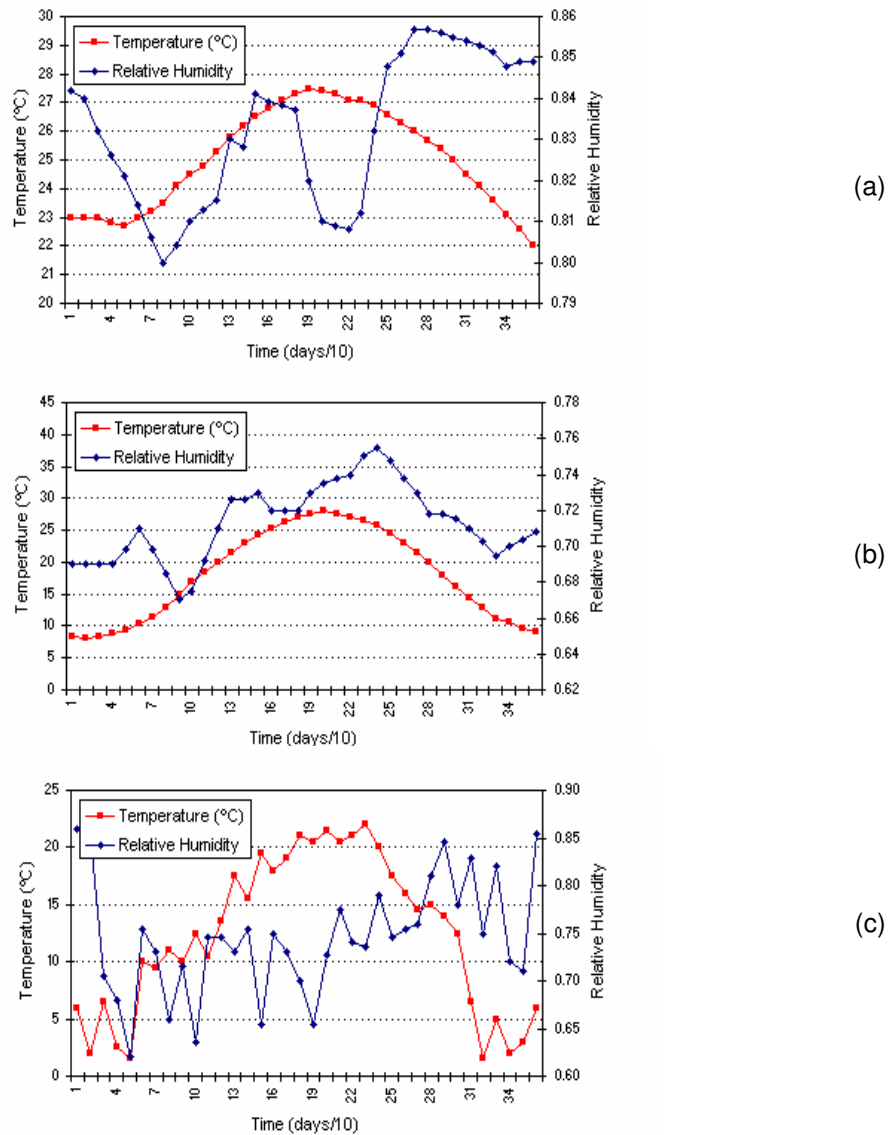 30
29
28
27
26
25
24
23
22
21
20
Temperature (ºC)
Temperature (ºC)
Relative Humidity
0.86
0.85
0.84
0.83
0.82
0.81
0.80
0.79
Relative Humidity
1 4 7 10 13 16 19 22 25 28 31 34
Time (days/10)
(a)
45
40
35
30
25
20
15
10
5
0
Temperature (ºC)
Temperature (ºC)
Relative Humidity
0.78
0.76
0.74
0.72
0.70
0.68
0.66
0.64
0.62
Relative Humidity
1 4 7 10 13 16 19 22 25 28 31 34
Time (days/10)
(b)
25
20
15
10
5
0
Temperature (ºC)
Temperature (ºC)
Relative Humidity
0.90
0.85
0.80
0.75
0.70
0.65
0.60
Relative Humidity
1 4 7 10 13 16 19 22 25 28 31 34
Time (days/10)
(c)